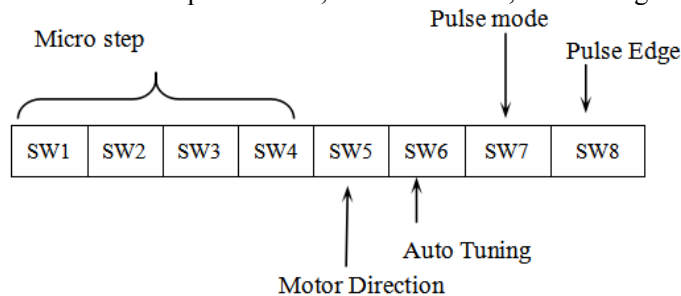 Pulse mode
Micro step
Pulse Edge
SW1 SW2 SW3 SW4 SW5 SW6 SW7 SW8
Auto Tuning
Motor Direction